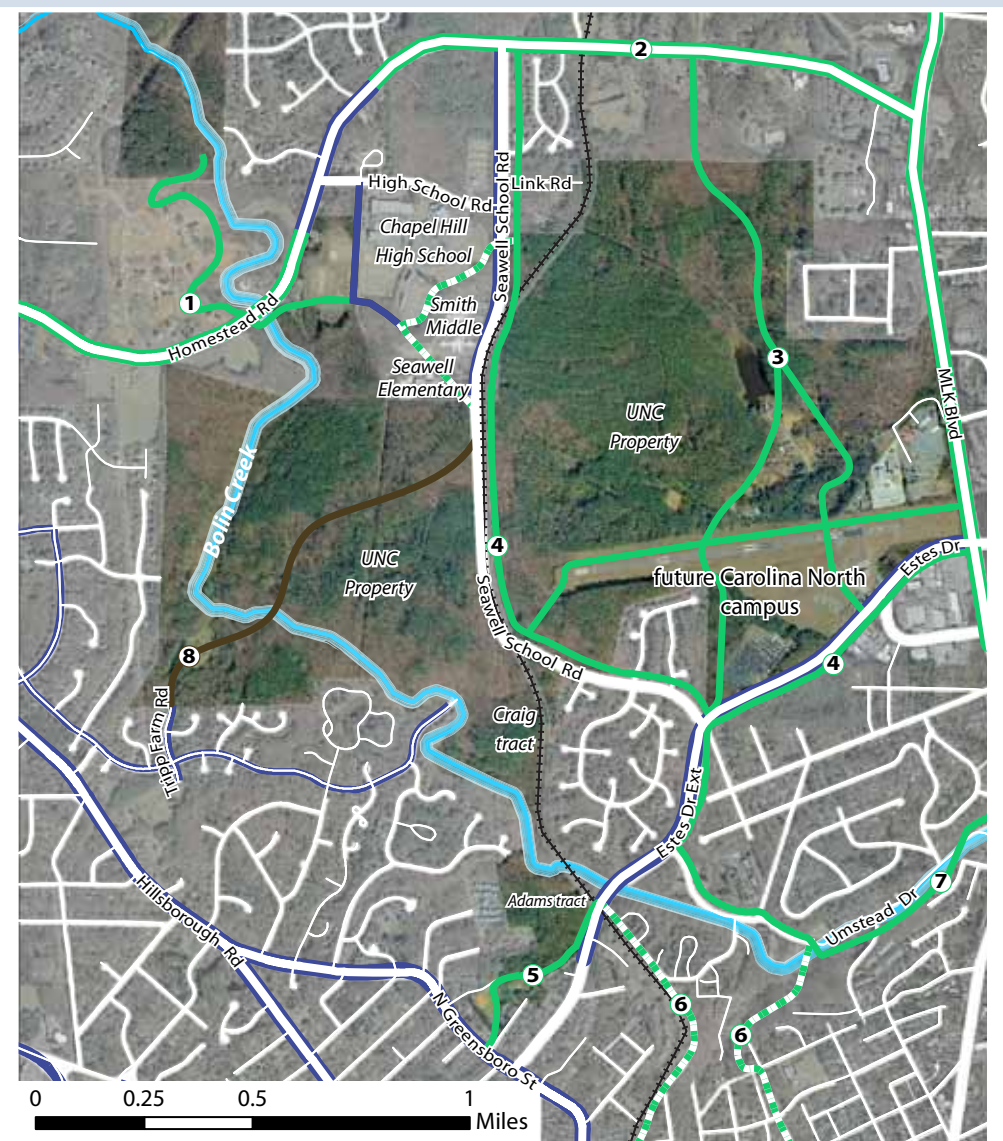 2
High School Rd
Link Rd
Seawell School Rd
Chapel Hill
High School
1
Homestead Rd
Smith
Middle
Seawell
Elementary
3
MLK Blvd
UNC
Property
Bolin Creek
4
UNC
Property
Estes Dr
future Carolina North
campus
Seawell School Rd
4
8
Tripp Farm Rd
Craig
tract
Estes Dr Ext
7
Umstead Dr
Hillsborough Rd
Adams tract
5
6
6
N Greensboro St
0 0.25 0.5 1
Miles